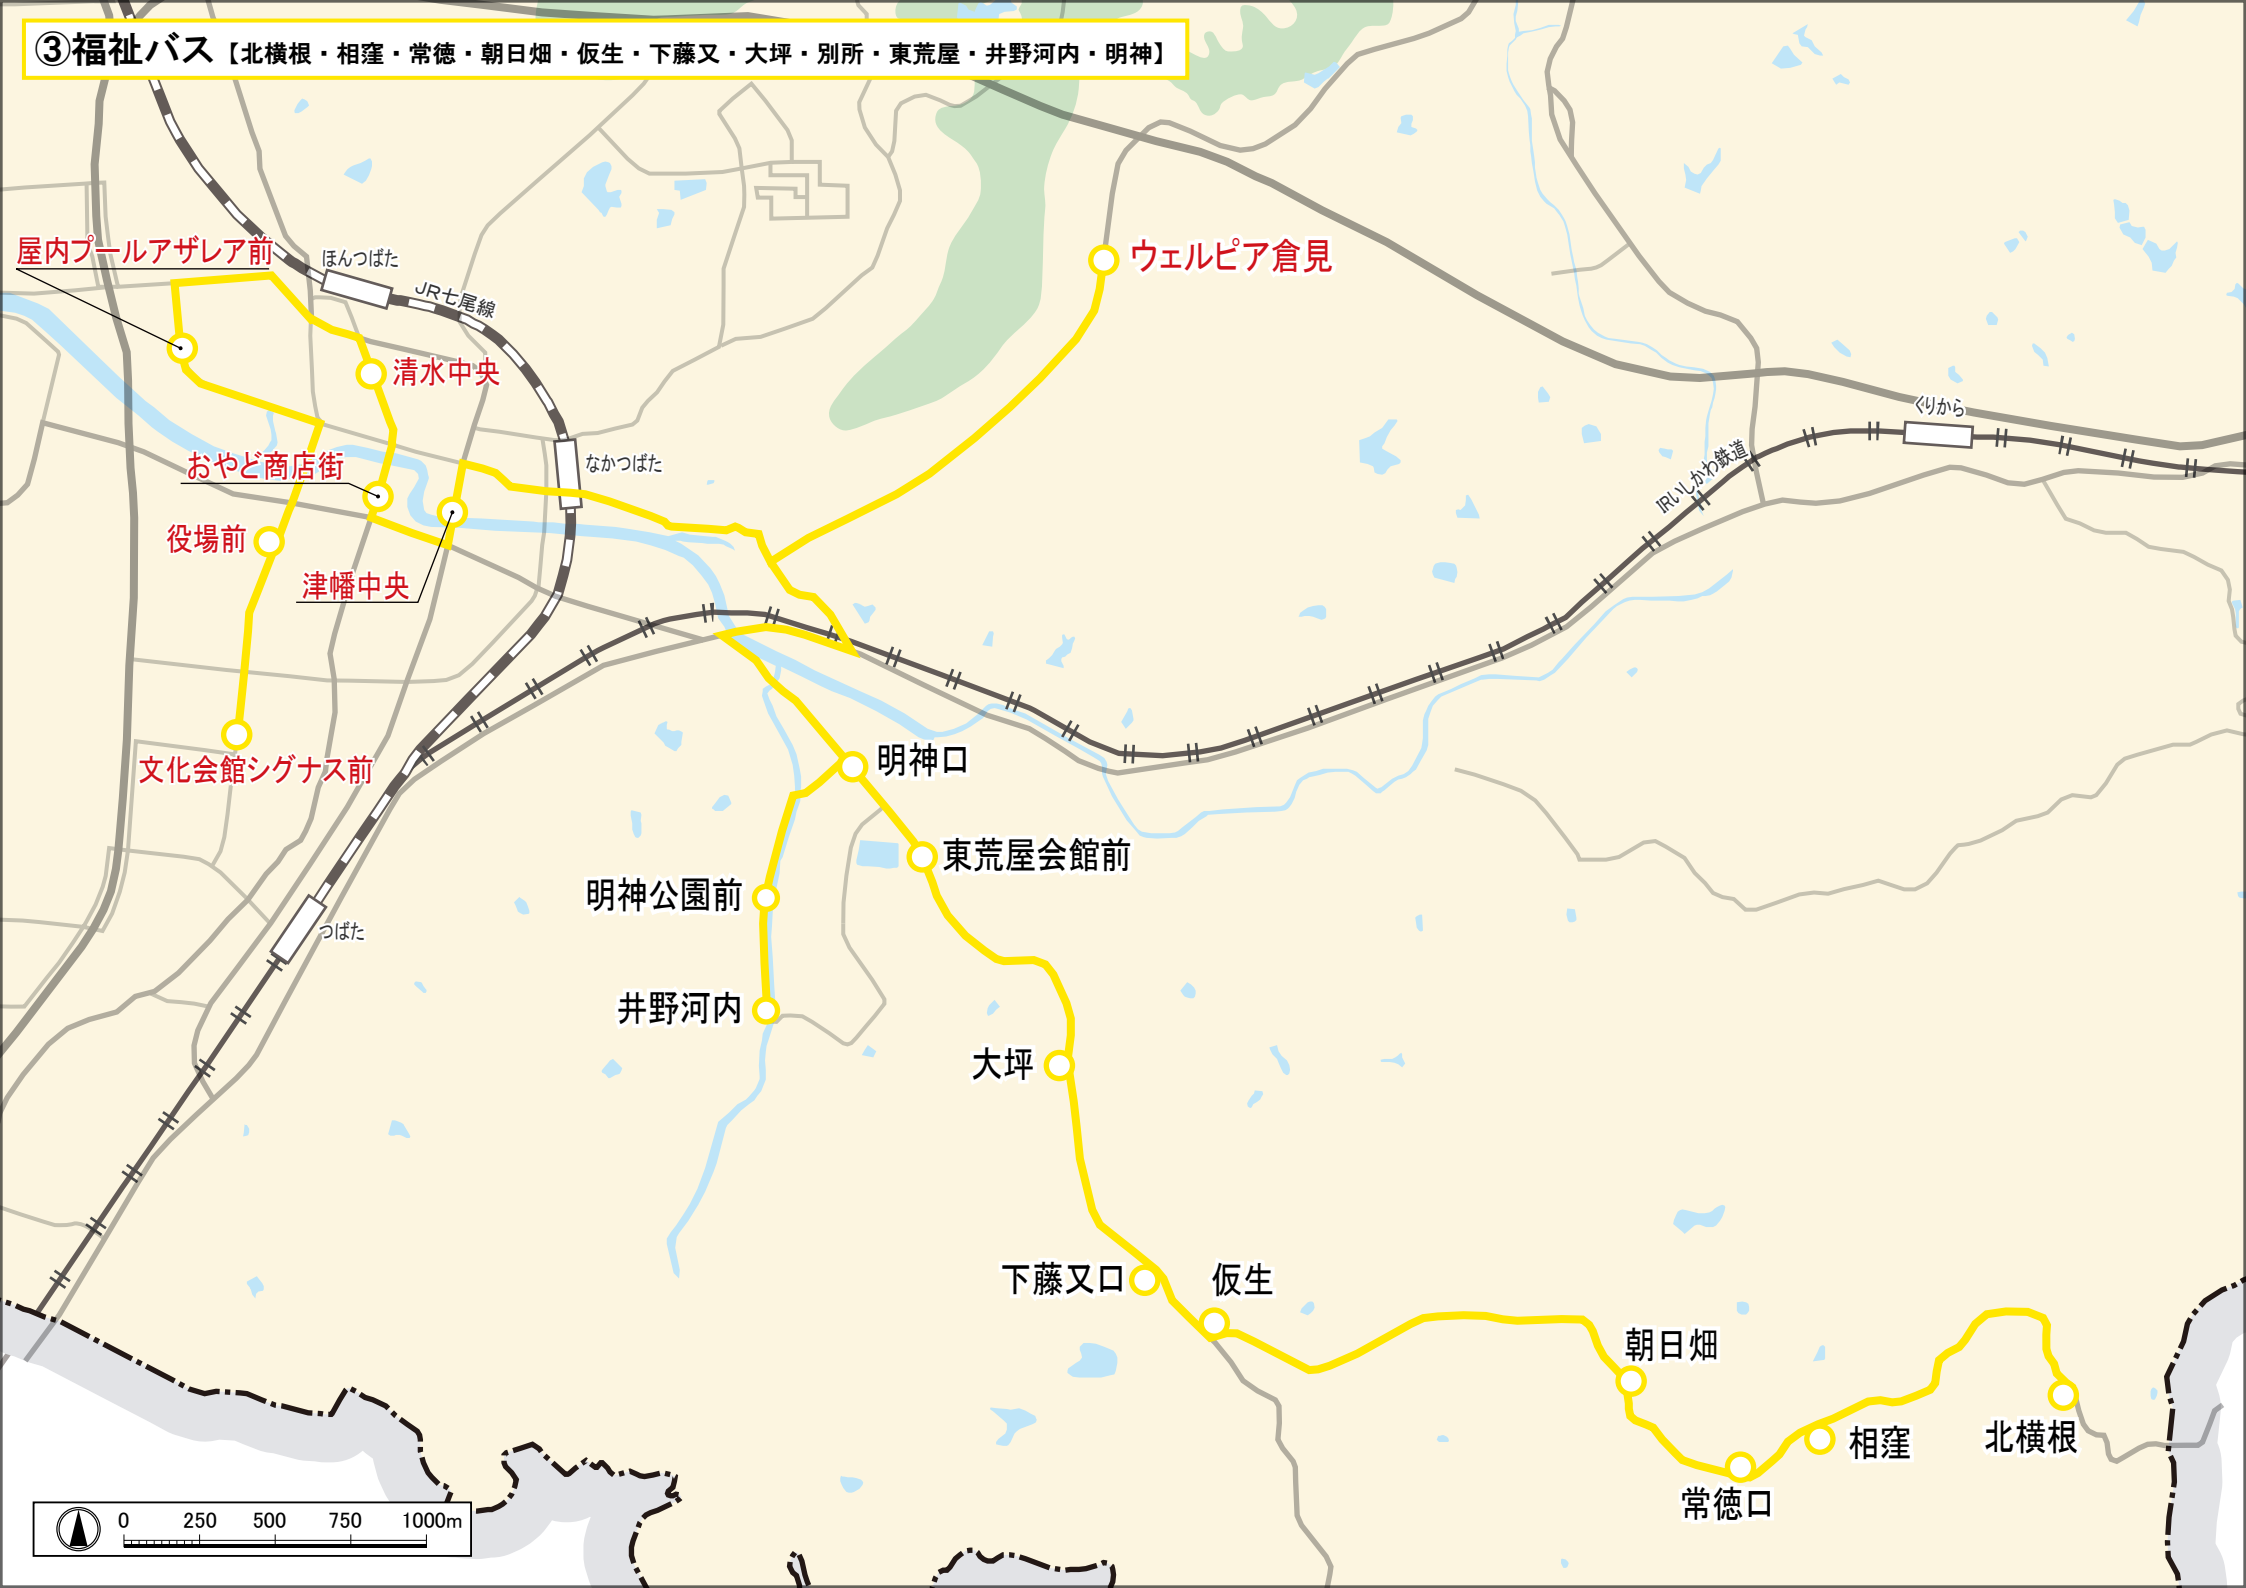 ③福祉バス【北横根・相窪・常徳・朝日畑・仮生・下藤又・大坪・別所・東荒屋・井野河内・明神】
屋内プールアザレア前
ほんつばた
ウェルピア倉見
JR七尾線
清水中央
くりから
おやど商店街
なかつばた
IRいしかわ鉄道
役場前
津幡中央
文化会館シグナス前
明神口
東荒屋会館前
明神公園前
つばた
井野河内
大坪
下藤又口
仮生
朝日畑
北横根
相窪
常徳口
0 250 500 750 1000m